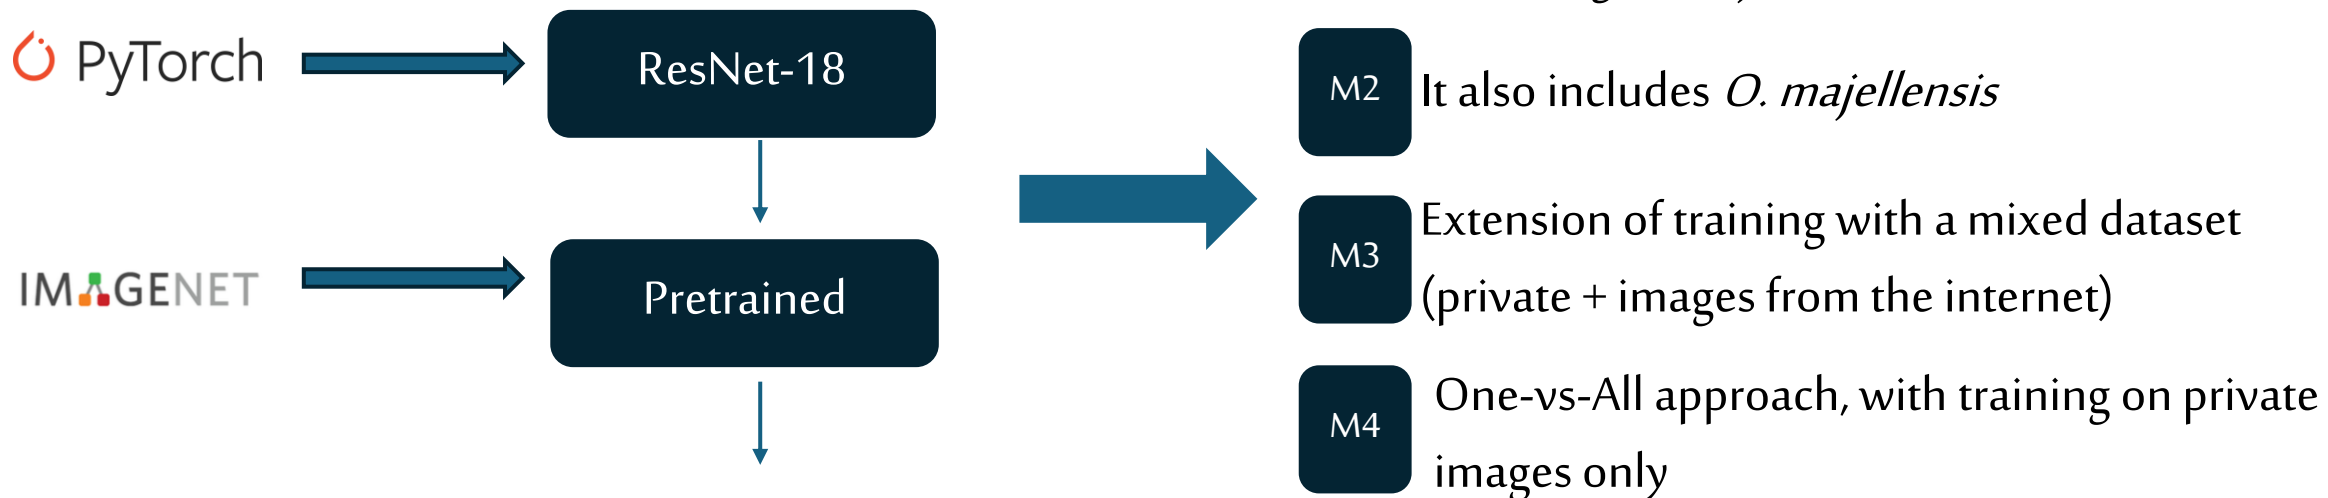 PyTorch
ResNet-18
IMAGENET
Pretrained
M2
It also includes O. majellensis
M3
Extension of training with a mixed dataset
(private + images from the internet)
M4
One-vs-All approach, with training on private
images only